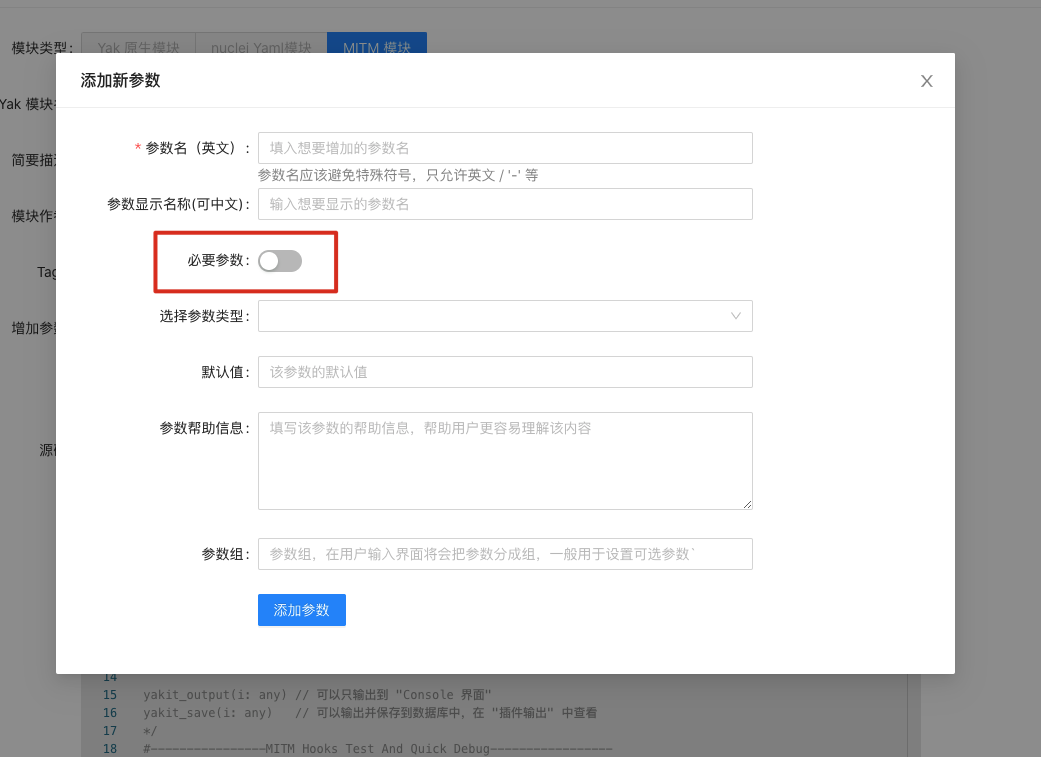 模块类型:
Yak 原生模块
nuclei Yaml模块
MITM 模块
添加新参数
Yak 模块
简要描
模块作
Tag
增加参
源
* 参数名（英文）:
填入想要增加的参数名
参数名应该避免特殊符号，只允许英文 / '-' 等
参数显示名称(可中文):
输入想要显示的参数名
必要参数:
选择参数类型:
默认值:
该参数的默认值
参数帮助信息:
填写该参数的帮助信息，帮助用户更容易理解该内容
参数组:
参数组，在用户输入界面将会把参数分成组，一般用于设置可选参数`
添加参数
14
15 yakit_output(i: any) // 可以只输出到 "Console 界面"
16 yakit_save(i: any)   // 可以输出并保存到数据库中，在 "插件输出" 中查看
17 */
18 #----------------MITM Hooks Test And Quick Debug-----------------